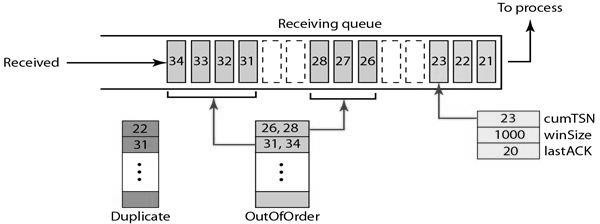 Receiving queue
To process
Received
34 33 32 31 28 27 26 23 22 21
23 cumTSN
1000 winSize
20 lastACK
22
31
Duplicate
26, 28
31, 34
OutOfOrder